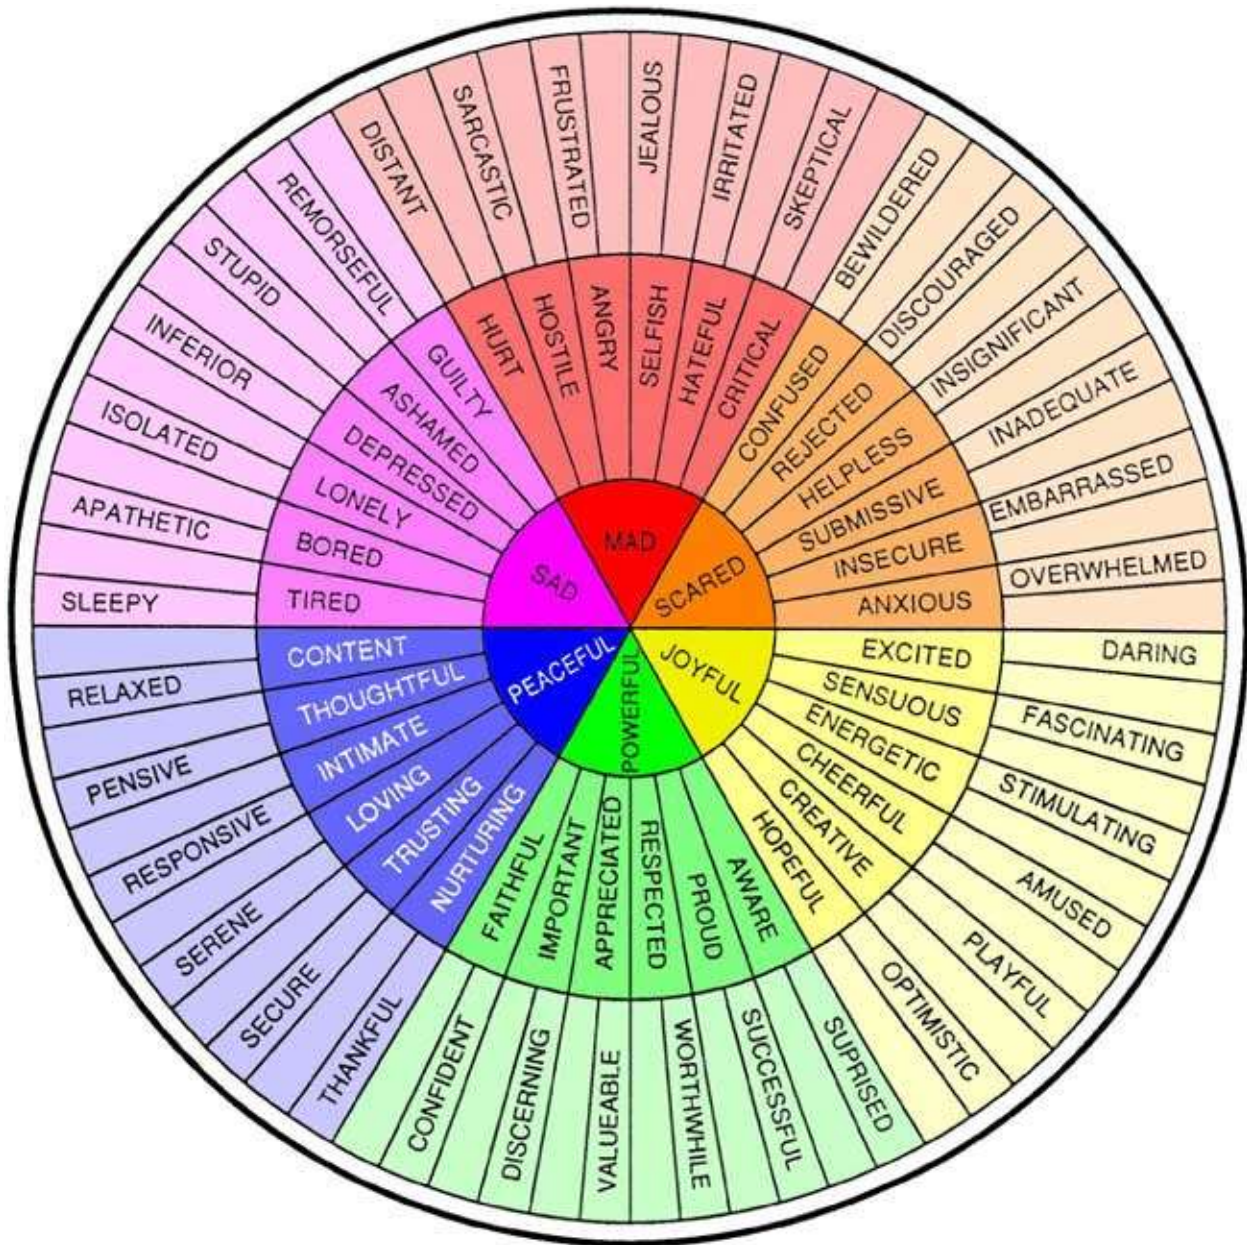 MAD
HURT
HOSTILE
ANGRY
SELFISH
HATEFUL
CRITICAL
DISTANT
SARCASTIC
FRUSTRATED
JEALOUS
IRRITATED
SKEPTICAL
SCARED
CONFUSED
REJECTED
HELPLESS
SUBMISSIVE
INSECURE
ANXIOUS
BEWILDERED
DISCOURAGED
INSIGNIFICANT
INADEQUATE
EMBARRASSED
OVERWHELMED
JOYFUL
EXCITED
SENSUOUS
ENERGETIC
CHEERFUL
CREATIVE
HOPEFUL
DARING
FASCINATING
STIMULATING
AMUSED
PLAYFUL
OPTIMISTIC
POWERFUL
AWARE
PROUD
RESPECTED
APPRECIATED
IMPORTANT
FAITHFUL
SUPRISED
SUCCESSFUL
WORTHWHILE
VALUEABLE
DISCERNING
CONFIDENT
PEACEFUL
NURTURING
TRUSTING
LOVING
INTIMATE
THOUGHTFUL
CONTENT
THANKFUL
SECURE
SERENE
RESPONSIVE
PENSIVE
RELAXED
SAD
TIRED
BORED
LONELY
DEPRESSED
ASHAMED
GUILTY
SLEEPY
APATHETIC
ISOLATED
INFERIOR
STUPID
REMORSEFUL